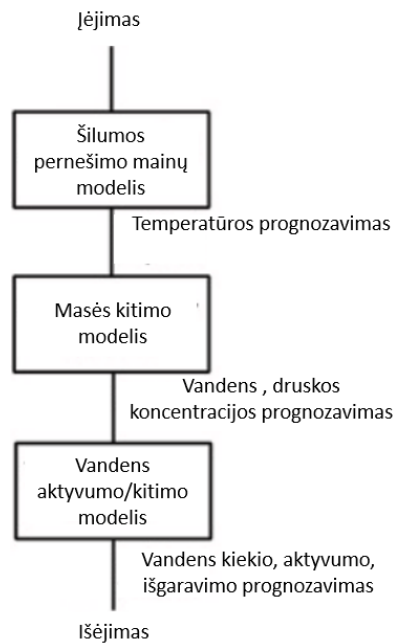 Įėjimas
Šilumos
pernešimo mainų
modelis
Temperatūros prognozavimas
Masės kitimo
modelis
Vandens , druskos
koncentracijos prognozavimas
Vandens
aktyvumo/kitimo
modelis
Vandens kiekio, aktyvumo,
išgaravimo prognozavimas
Išėjimas